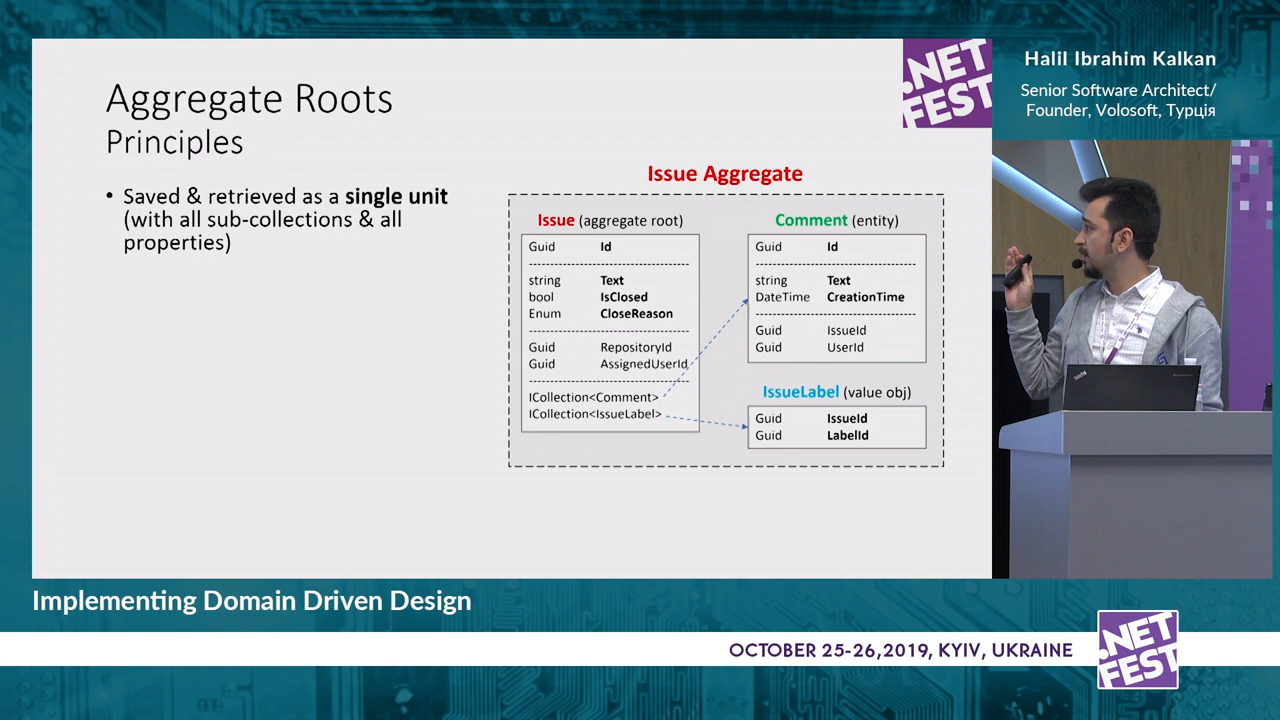 Aggregate Roots
Principles
• Saved & retrieved as a single unit
(with all sub-collections & all
properties)
.NET
FEST
Issue Aggregate
Issue (aggregate root)
Guid Id
string Text
bool IsClosed
Enum CloseReason
Guid RepositoryId
Guid AssignedUserId
ICollection<Comment>
ICollection<IssueLabel>
Comment (entity)
Guid Id
string Text
DateTime CreationTime
Guid IssueId
Guid UserId
IssueLabel (value obj)
Guid IssueId
Guid LabelId
Halil Ibrahim Kalkan
Senior Software Architect/
Founder, Volosoft, Турція
Implementing Domain Driven Design
OCTOBER 25-26,2019, KYIV, UKRAINE
.NET
FEST